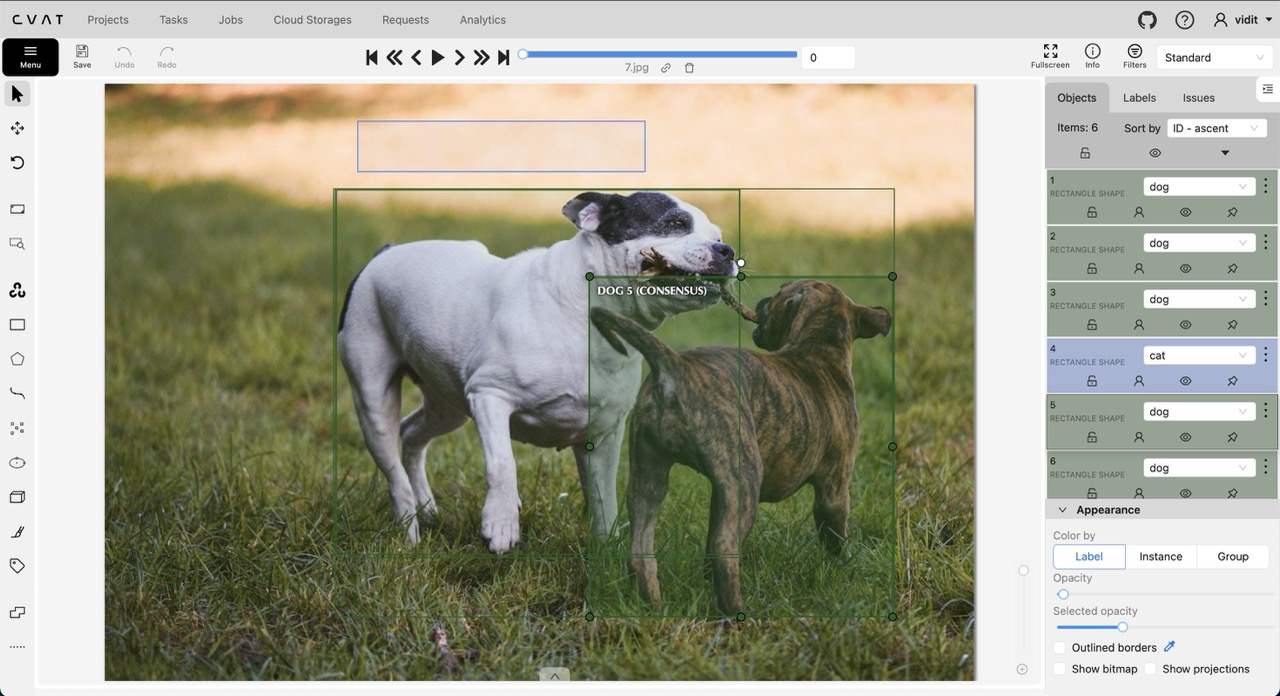 CVAT Projects Tasks Jobs Cloud Storages Requests Analytics vidit
Menu Save Undo Redo 0 Fullscreen Info Filters Standard
7.jpg
Objects Labels Issues
Items: 6 Sort by ID - ascent
1 RECTANGLE SHAPE dog
2 RECTANGLE SHAPE dog
3 RECTANGLE SHAPE dog
4 RECTANGLE SHAPE cat
5 RECTANGLE SHAPE dog
6 RECTANGLE SHAPE dog
DOG 5 (CONSENSUS)
Appearance
Color by
Label Instance Group
Opacity
Selected opacity
Outlined borders
Show bitmap Show projections